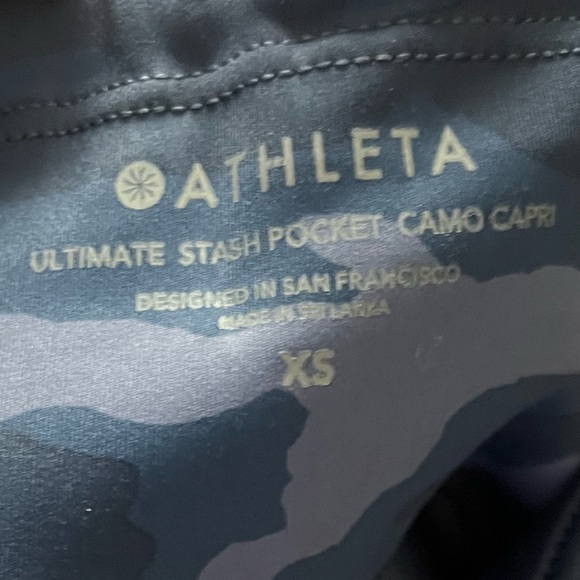 ATHLETA
ULTIMATE STASH POCKET CAMO CAPRI
DESIGNED IN SAN FRANCISCO
MADE IN SRI LANKA
XS